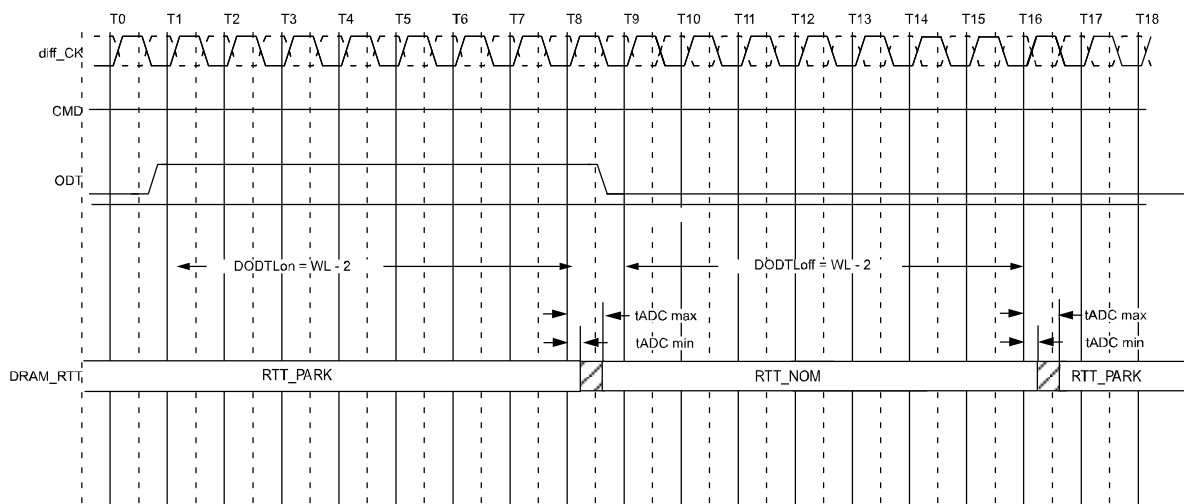 T0 T1 T2 T3 T4 T5 T6 T7 T8 T9 T10 T11 T12 T13 T14 T15 T16 T17 T18
diff_CK
CMD
ODT
DODTLon = WL - 2 DODTLoff = WL - 2
tADC max tADC max
tADC min tADC min
DRAM_RTT RTT_PARK RTT_NOM RTT_PARK